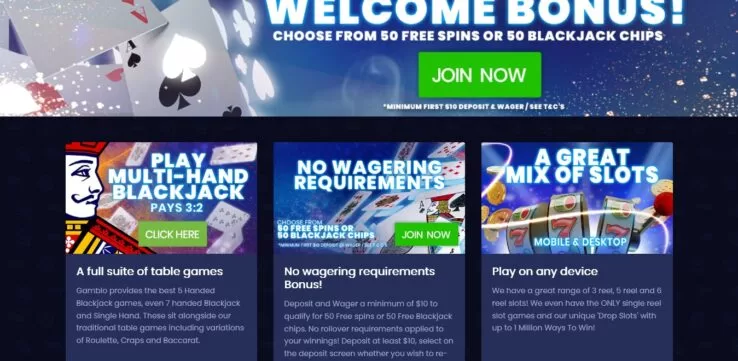 WELCOME BONUS!
CHOOSE FROM 50 FREE SPINS OR 50 BLACKJACK CHIPS
JOIN NOW
*MINIMUM FIRST $10 DEPOSIT & WAGER / SEE T&C'S
PLAY
MULTI-HAND
BLACKJACK
PAYS 3:2
CLICK HERE
A full suite of table games
Gambio provides the best 5 Handed
Blackjack games, even 7 handed Blackjack
and Single Hand. These sit alongside our
traditional table games including variations
of Roulette, Craps and Baccarat.
NO WAGERING
REQUIREMENTS
CHOOSE FROM
50 FREE SPINS OR
50 BLACKJACK CHIPS
*MINIMUM FIRST $10 DEPOSIT & WAGER / SEE T&C'S
JOIN NOW
No wagering requirements
Bonus!
Deposit and Wager a minimum of $10 to
qualify for 50 Free spins or 50 Free Blackjack
chips. No rollover requirements applied to
your winnings! Deposit at least $10, select on
the deposit screen whether you wish to re-
A GREAT
MIX OF SLOTS
MOBILE & DESKTOP
Play on any device
We have a great range of 3 reel, 5 reel and 6
reel slots! We even have the ONLY single reel
slot games and our unique 'Drop Slots' with
up to 1 Million Ways To Win!